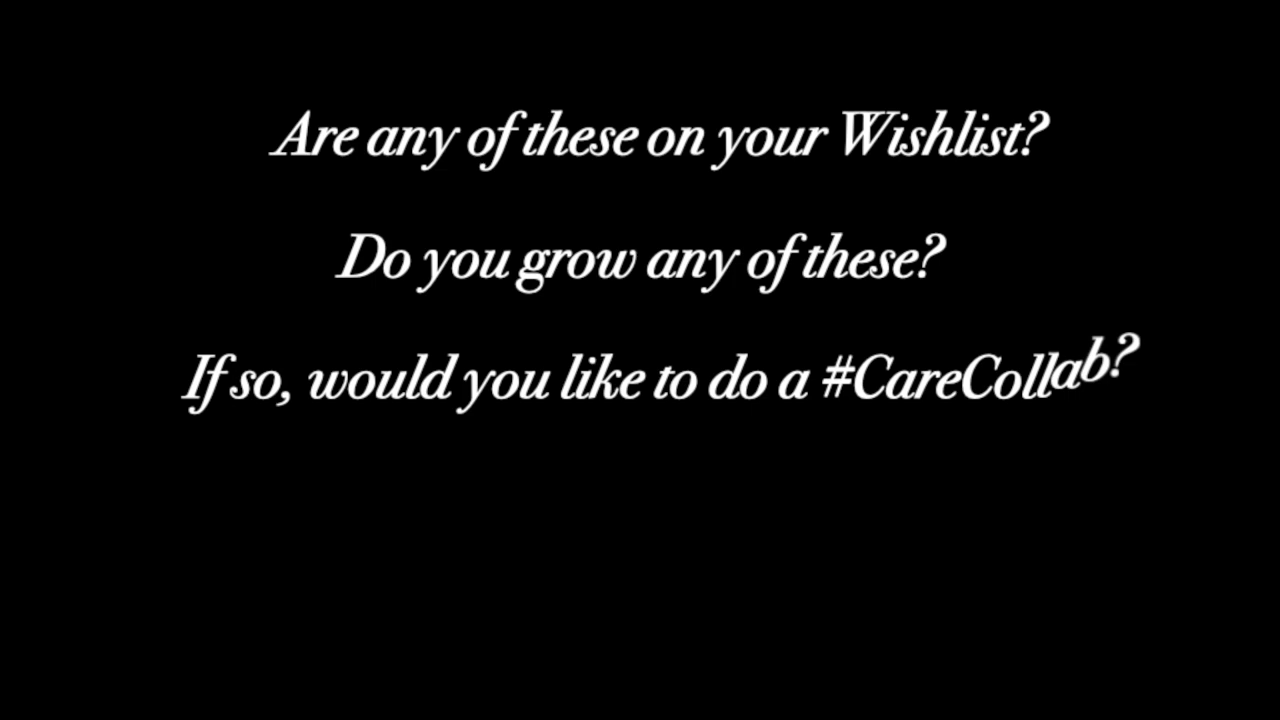 Are any of these on your Wishlist?
Do you grow any of these?
If so, would you like to do a #CareCollab?